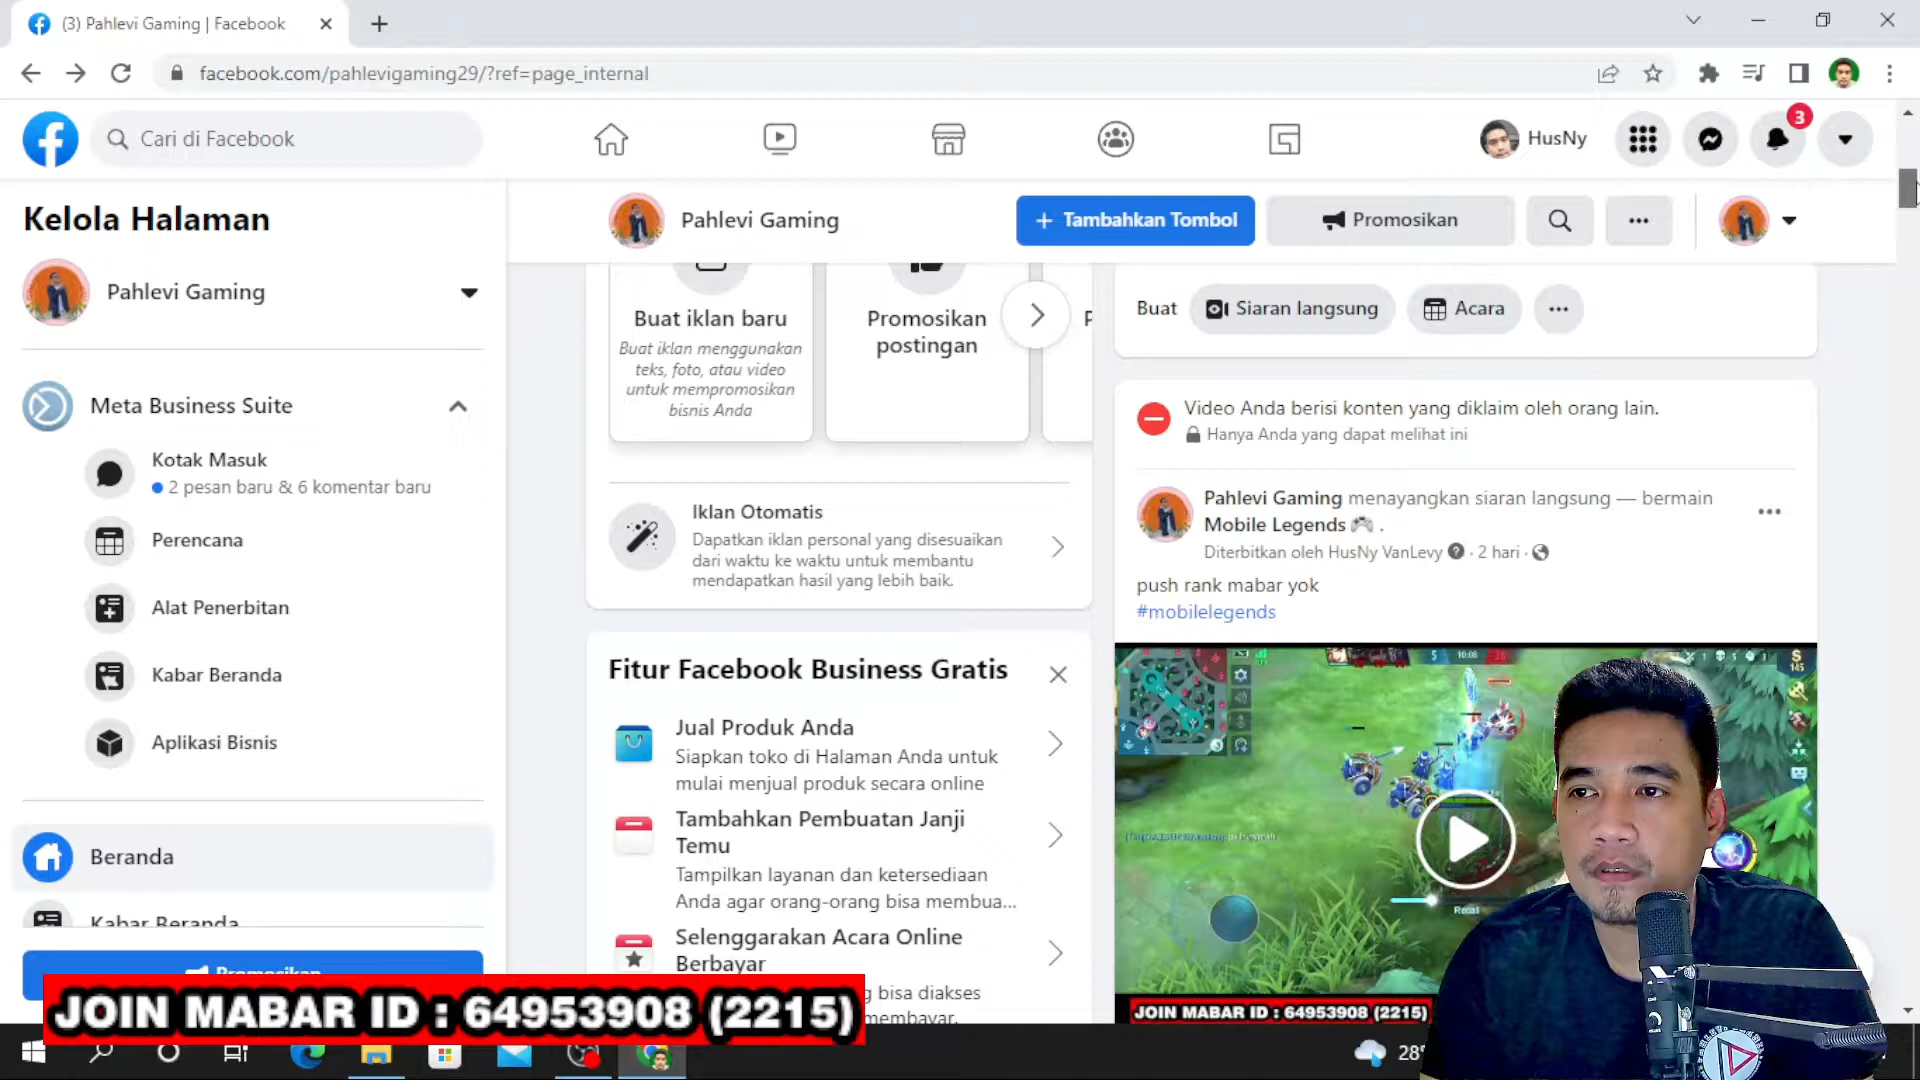 (3) Pahlevi Gaming | Facebook
facebook.com/pahlevigaming29/?ref=page_internal
Cari di Facebook
HusNy
3
Kelola Halaman
Pahlevi Gaming
Meta Business Suite
Kotak Masuk
2 pesan baru & 6 komentar baru
Perencana
Alat Penerbitan
Kabar Beranda
Aplikasi Bisnis
Beranda
Kabar Beranda
Promosikan
Pahlevi Gaming
+ Tambahkan Tombol
Promosikan
Buat iklan baru
Buat iklan menggunakan
teks, foto, atau video
untuk mempromosikan
bisnis Anda
Promosikan
postingan
Iklan Otomatis
Dapatkan iklan personal yang disesuaikan
dari waktu ke waktu untuk membantu
mendapatkan hasil yang lebih baik.
Fitur Facebook Business Gratis
Jual Produk Anda
Siapkan toko di Halaman Anda untuk
mulai menjual produk secara online
Tambahkan Pembuatan Janji
Temu
Tampilkan layanan dan ketersediaan
Anda agar orang-orang bisa membua...
Selenggarakan Acara Online
Berbayar
bisa diakses
membayar.
Buat
Siaran langsung
Acara
Video Anda berisi konten yang diklaim oleh orang lain.
Hanya Anda yang dapat melihat ini
Pahlevi Gaming menayangkan siaran langsung — bermain
Mobile Legends 🎮 .
Diterbitkan oleh HusNy VanLevy · 2 hari ·
push rank mabar yok
#mobilelegends
5 10:08
145
Recall
JOIN MABAR ID : 64953908 (2215)
JOIN MABAR ID : 64953908 (2215)
28°